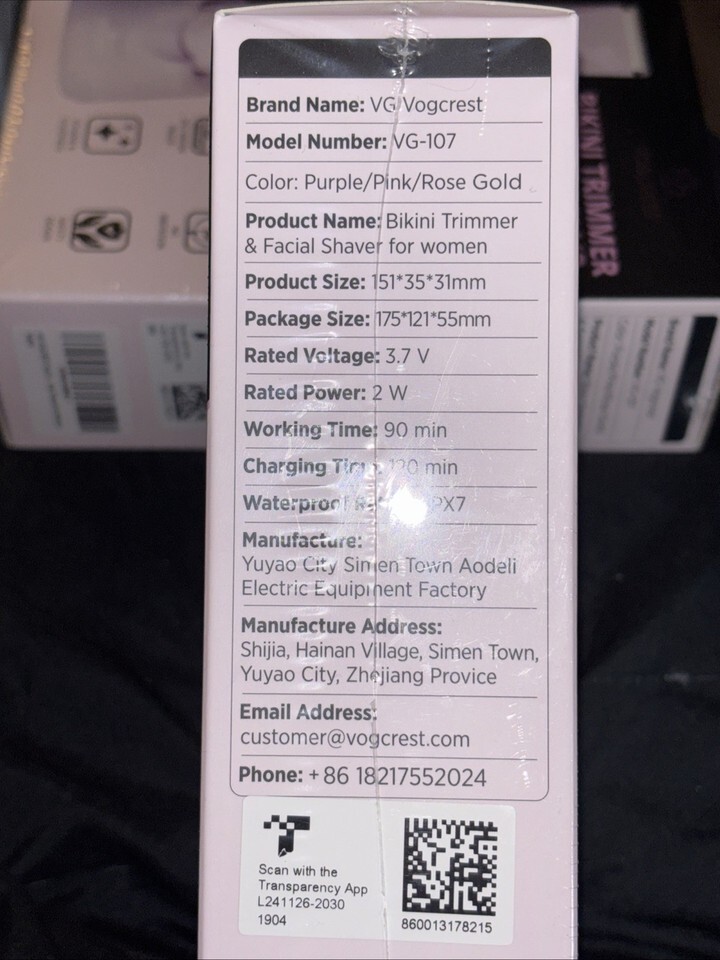 Brand Name: VG Vogcrest
Model Number: VG-107
Color: Purple/Pink/Rose Gold
Product Name: Bikini Trimmer
& Facial Shaver for women
Product Size: 151*35*31mm
Package Size: 175*121*55mm
Rated Voltage: 3.7 V
Rated Power: 2 W
Working Time: 90 min
Charging min
Waterproof
Manufacture:
Yuyao City Simen Town Aodeli
Electric Equipment Factory
Manufacture Address:
Shijia, Hainan Village, Simen Town,
Yuyao City, Zhejiang Provice
Email Address:
customer@vogcrest.com
Phone: +86 18217552024
Scan with the
Transparency App
L241126-2030
1904
860013178215
BIKINI TRIMMER